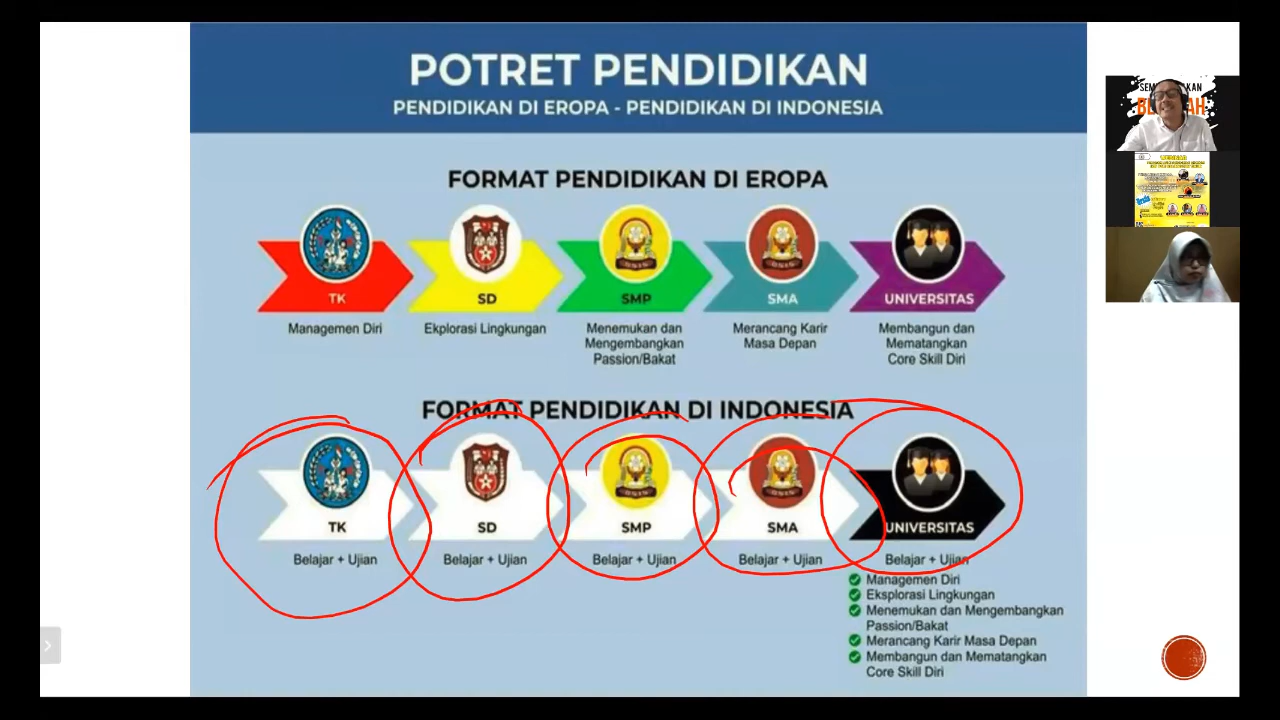 POTRET PENDIDIKAN
PENDIDIKAN DI EROPA - PENDIDIKAN DI INDONESIA
FORMAT PENDIDIKAN DI EROPA
TK
SD
SMP
SMA
UNIVERSITAS
Managemen Diri
Ekplorasi Lingkungan
Menemukan dan
Mengembangkan
Passion/Bakat
Merancang Karir
Masa Depan
Membangun dan
Mematangkan
Core Skill Diri
FORMAT PENDIDIKAN DI INDONESIA
TK
SD
SMP
SMA
UNIVERSITAS
Belajar + Ujian
Belajar + Ujian
Belajar + Ujian
Belajar + Ujian
Belajar + Ujian
Managemen Diri
Eksplorasi Lingkungan
Menemukan dan Mengembangkan
Passion/Bakat
Merancang Karir Masa Depan
Membangun dan Mematangkan
Core Skill Diri
WEBINAR